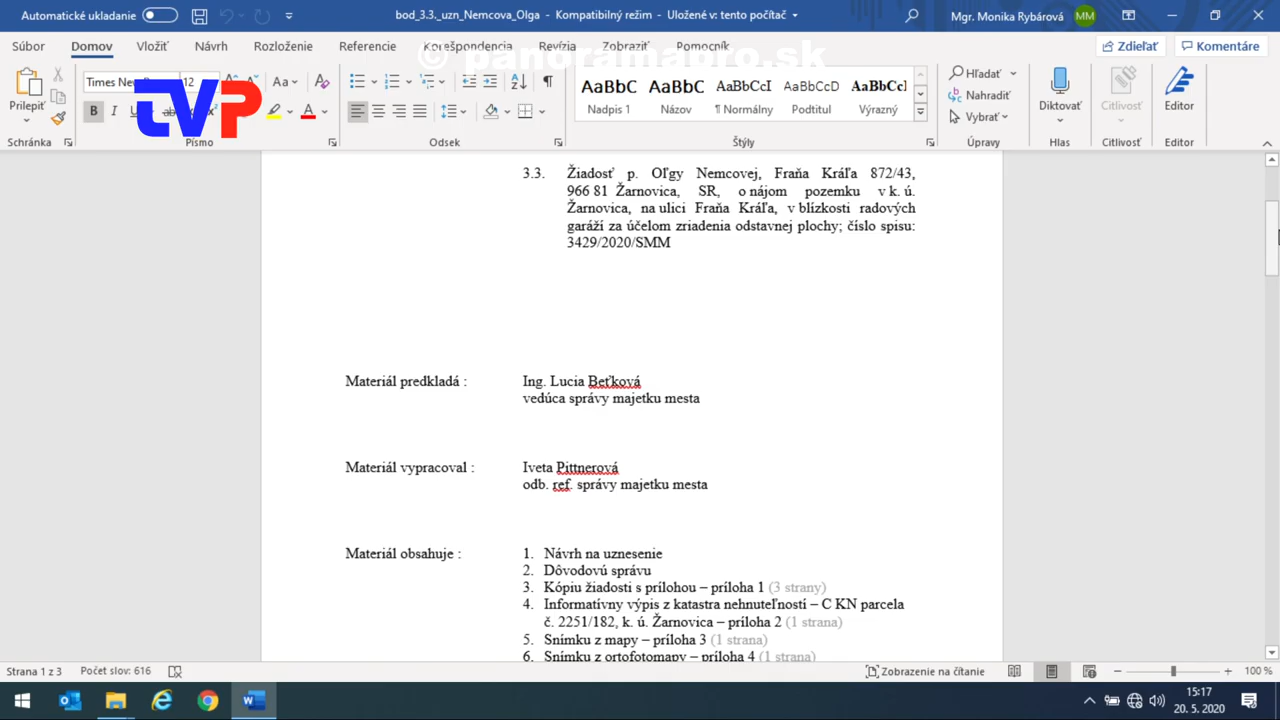 Automatické ukladanie
bod_3.3._uzn_Nemcova_Olga - Kompatibilný režim - Uložené v: tento počítač
Mgr. Monika Rybárová
MM
Súbor Domov Vložiť Návrh Rozloženie Referencie Korešpondencia Revízia Zobraziť Pomocník
Zdieľať
Komentáre
© panoramapro.sk
tVP
Prilepiť
Times New
12
Aa
B I U ab
A
AaBbC AaBbC AaBbCcI AaBbCcD AaBbCcI
Nadpis 1 Názov ¶ Normálny Podtitul Výrazný
Hľadať
Nahradiť
Vybrať
Diktovať
Citlivosť
Editor
Schránka Písmo Odsek Štýly Úpravy Hlas Citlivosť Editor
3.3. Žiadosť p. Oľgy Nemcovej, Fraňa Kráľa 872/43,
966 81 Žarnovica, SR, o nájom pozemku v k. ú.
Žarnovica, na ulici Fraňa Kráľa, v blízkosti radových
garáží za účelom zriadenia odstavnej plochy; číslo spisu:
3429/2020/SMM
Materiál predkladá : Ing. Lucia Beťková
vedúca správy majetku mesta
Materiál vypracoval : Iveta Pittnerová
odb. ref. správy majetku mesta
Materiál obsahuje : 1. Návrh na uznesenie
2. Dôvodovú správu
3. Kópiu žiadosti s prílohou – príloha 1 (3 strany)
4. Informatívny výpis z katastra nehnuteľností – C KN parcela
č. 2251/182, k. ú. Žarnovica – príloha 2 (1 strana)
5. Snímku z mapy – príloha 3 (1 strana)
6. Snímku z ortofotomapy – príloha 4 (1 strana)
Strana 1 z 3 Počet slov: 616
Zobrazenie na čítanie
100 %
15:17
20. 5. 2020